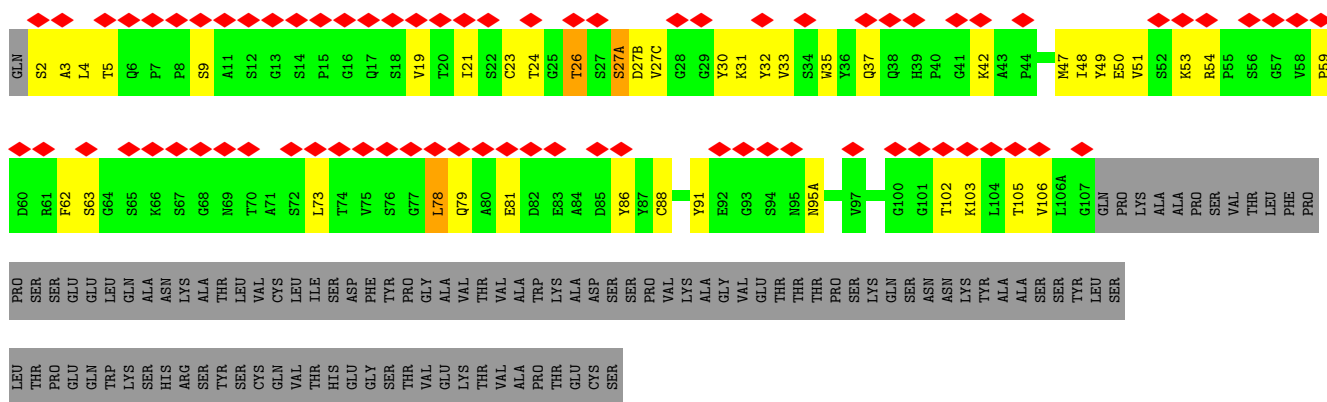 GLN S2 A3 L4 T5 Q6 P7 P8 S9 A11 S12 G13 S14 P15 G16 Q17 S18 V19 T20 I21 S22 C23 T24 G25 T26 S27 S27A D27B V27C G28 G29 Y30 K31 Y32 V33 S34 W35 Y36 Q37 Q38 H39 P40 G41 K42 A43 P44 M47 I48 Y49 E50 V51 S52 K53 R54 P55 S56 G57 V58 P59
D60 R61 F62 S63 G64 S65 K66 S67 G68 N69 T70 A71 S72 L73 T74 V75 S76 G77 L78 Q79 A80 E81 D82 E83 A84 D85 Y86 Y87 C88 Y91 E92 G93 S94 N95 N95A V97 G100 G101 T102 K103 L104 T105 V106 L106A G107 GLN PRO LYS ALA ALA PRO SER VAL THR LEU PHE PRO
PRO SER SER GLU GLU LEU GLN ALA ASN LYS ALA THR LEU VAL CYS LEU ILE SER ASP PHE TYR PRO GLY ALA VAL THR VAL ALA TRP LYS ALA ASP SER SER PRO VAL LYS ALA GLY VAL GLU THR THR THR PRO SER LYS GLN SER ASN ASN LYS TYR ALA ALA SER SER TYR LEU SER
LEU THR PRO GLU GLN TRP LYS SER HIS ARG SER TYR SER CYS GLN VAL THR HIS GLU GLY SER THR VAL GLU LYS THR VAL ALA PRO THR GLU CYS SER